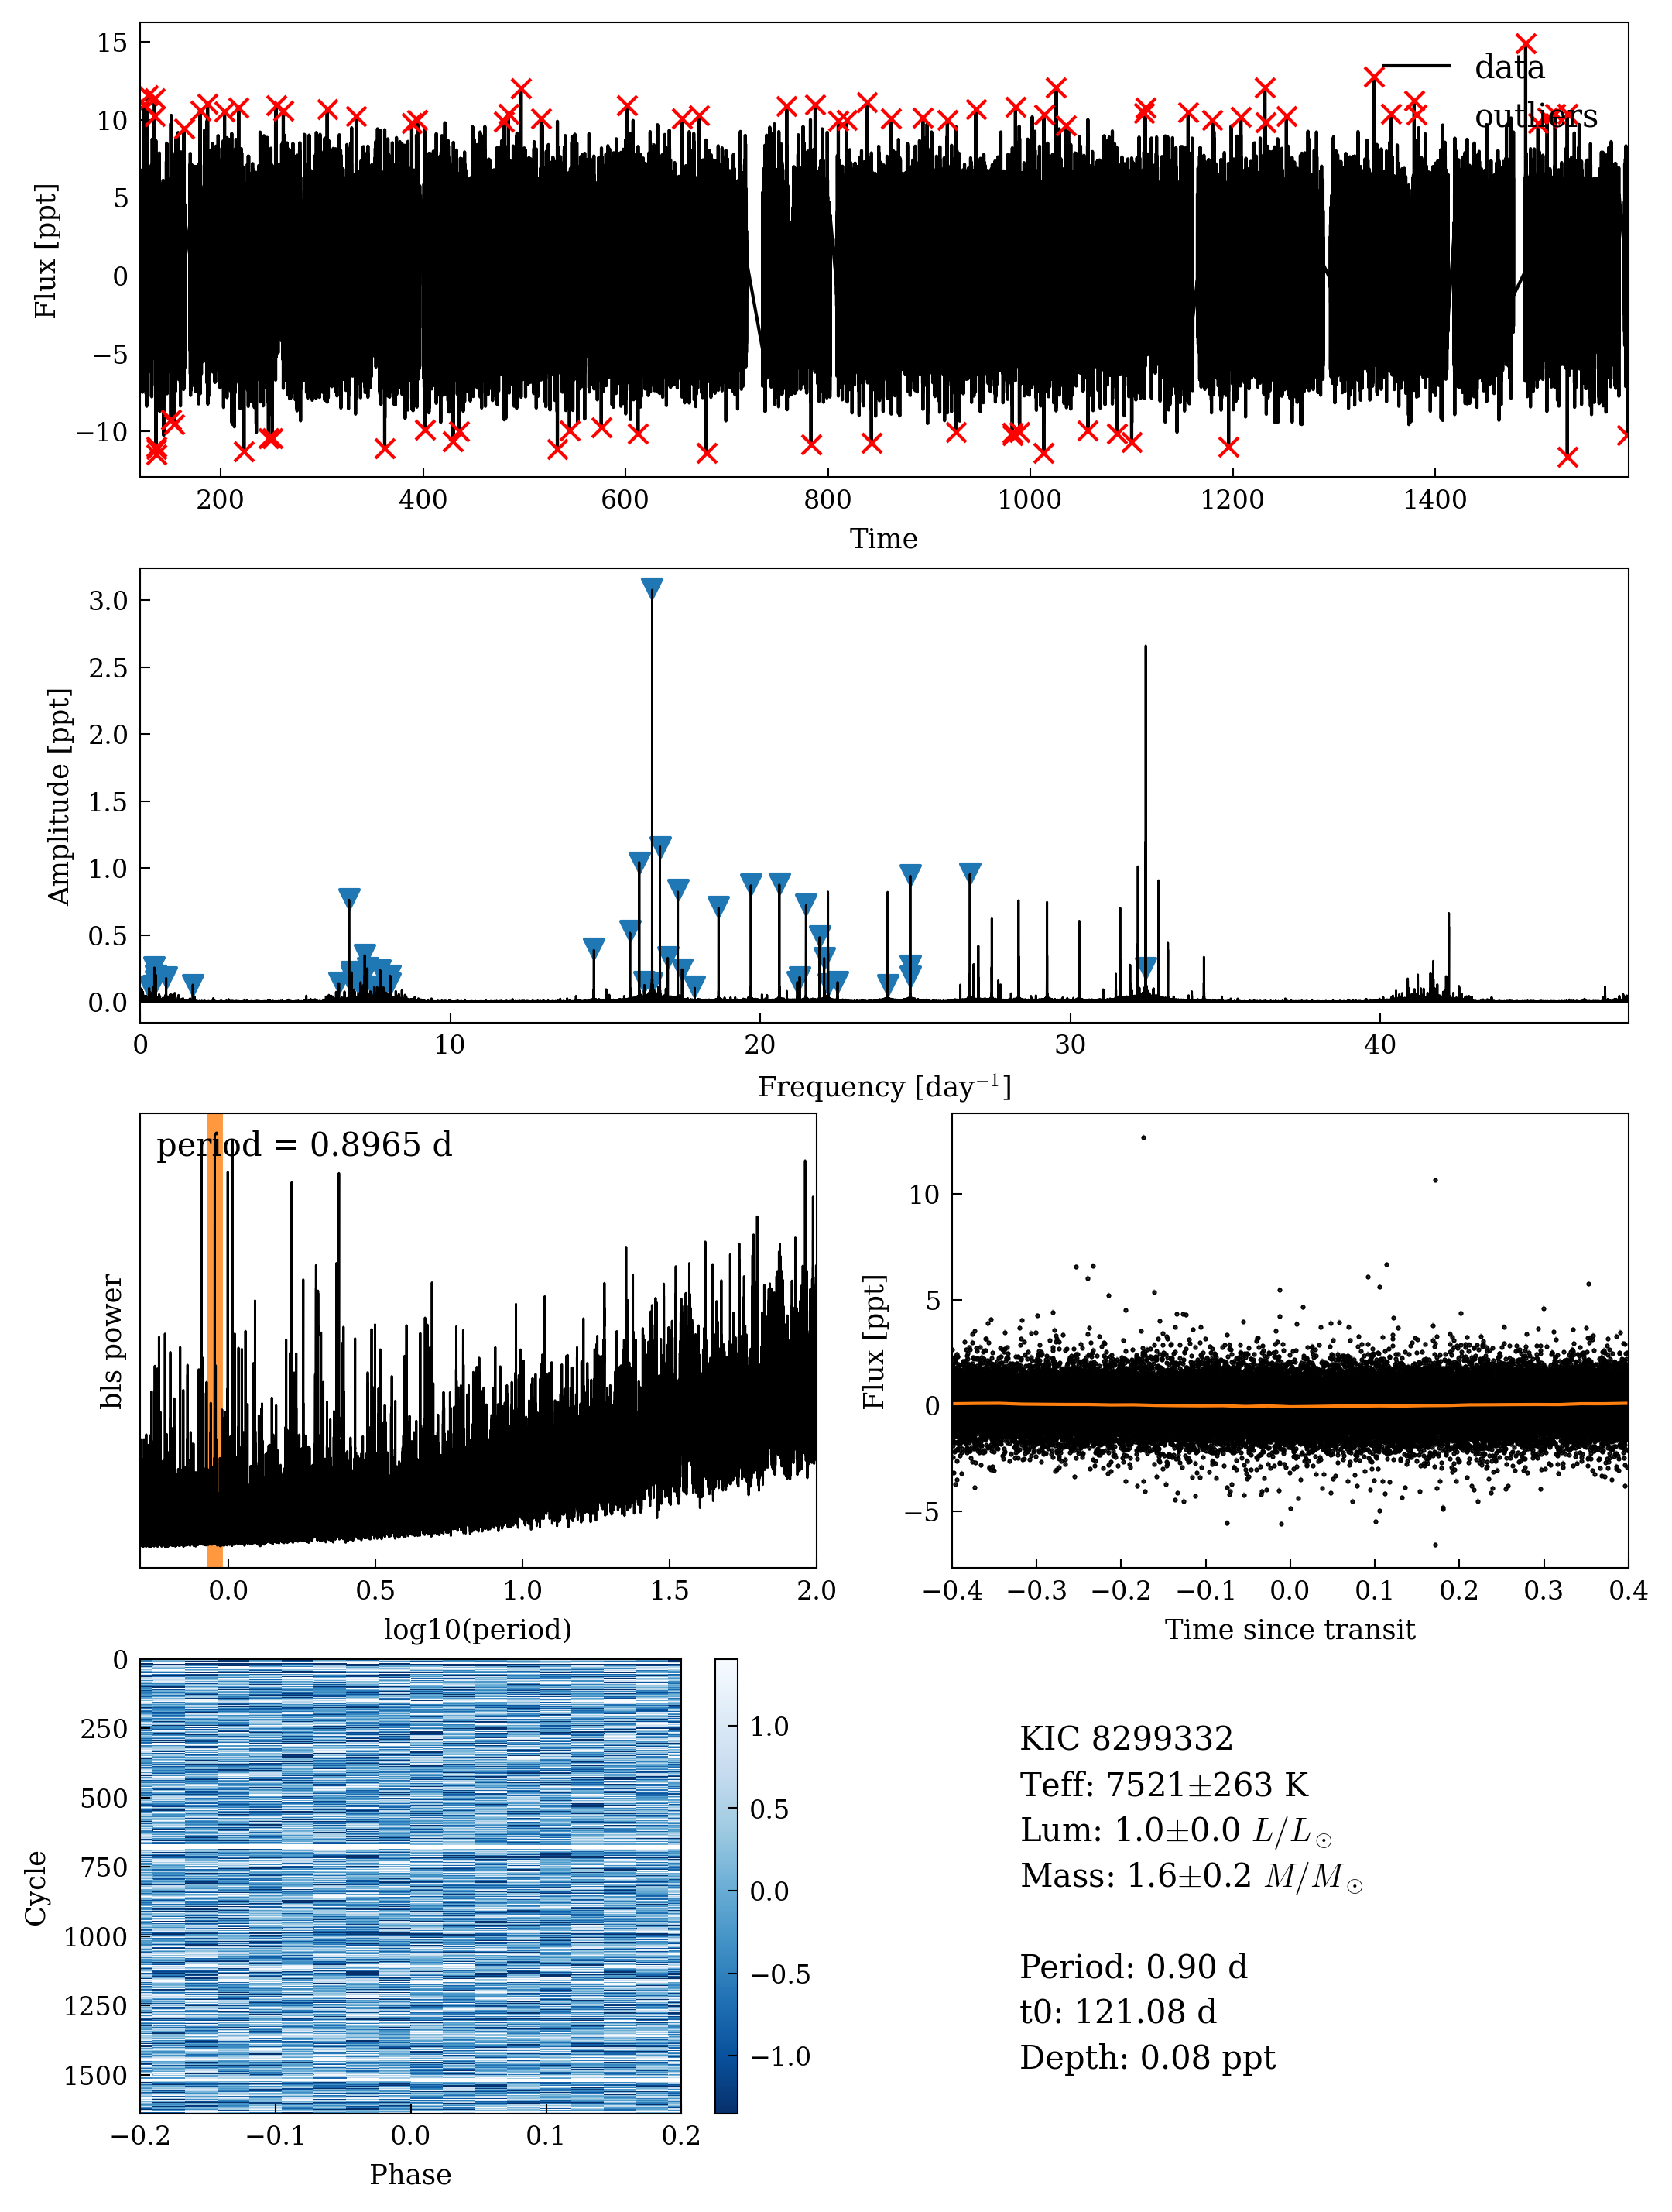 15
10
5
0
−5
−10
Flux [ppt]
data
outliers
200 400 600 800 1000 1200 1400
Time
3.0
2.5
2.0
1.5
1.0
0.5
0.0
Amplitude [ppt]
0 10 20 30 40
Frequency [day⁻¹]
period = 0.8965 d
bls power
0.0 0.5 1.0 1.5 2.0
log10(period)
10
5
0
−5
Flux [ppt]
−0.4 −0.3 −0.2 −0.1 0.0 0.1 0.2 0.3 0.4
Time since transit
0
250
500
750
1000
1250
1500
Cycle
−0.2 −0.1 0.0 0.1 0.2
Phase
1.0
0.5
0.0
−0.5
−1.0
KIC 8299332
Teff: 7521±263 K
Lum: 1.0±0.0 L/L⊙
Mass: 1.6±0.2 M/M⊙
Period: 0.90 d
t0: 121.08 d
Depth: 0.08 ppt